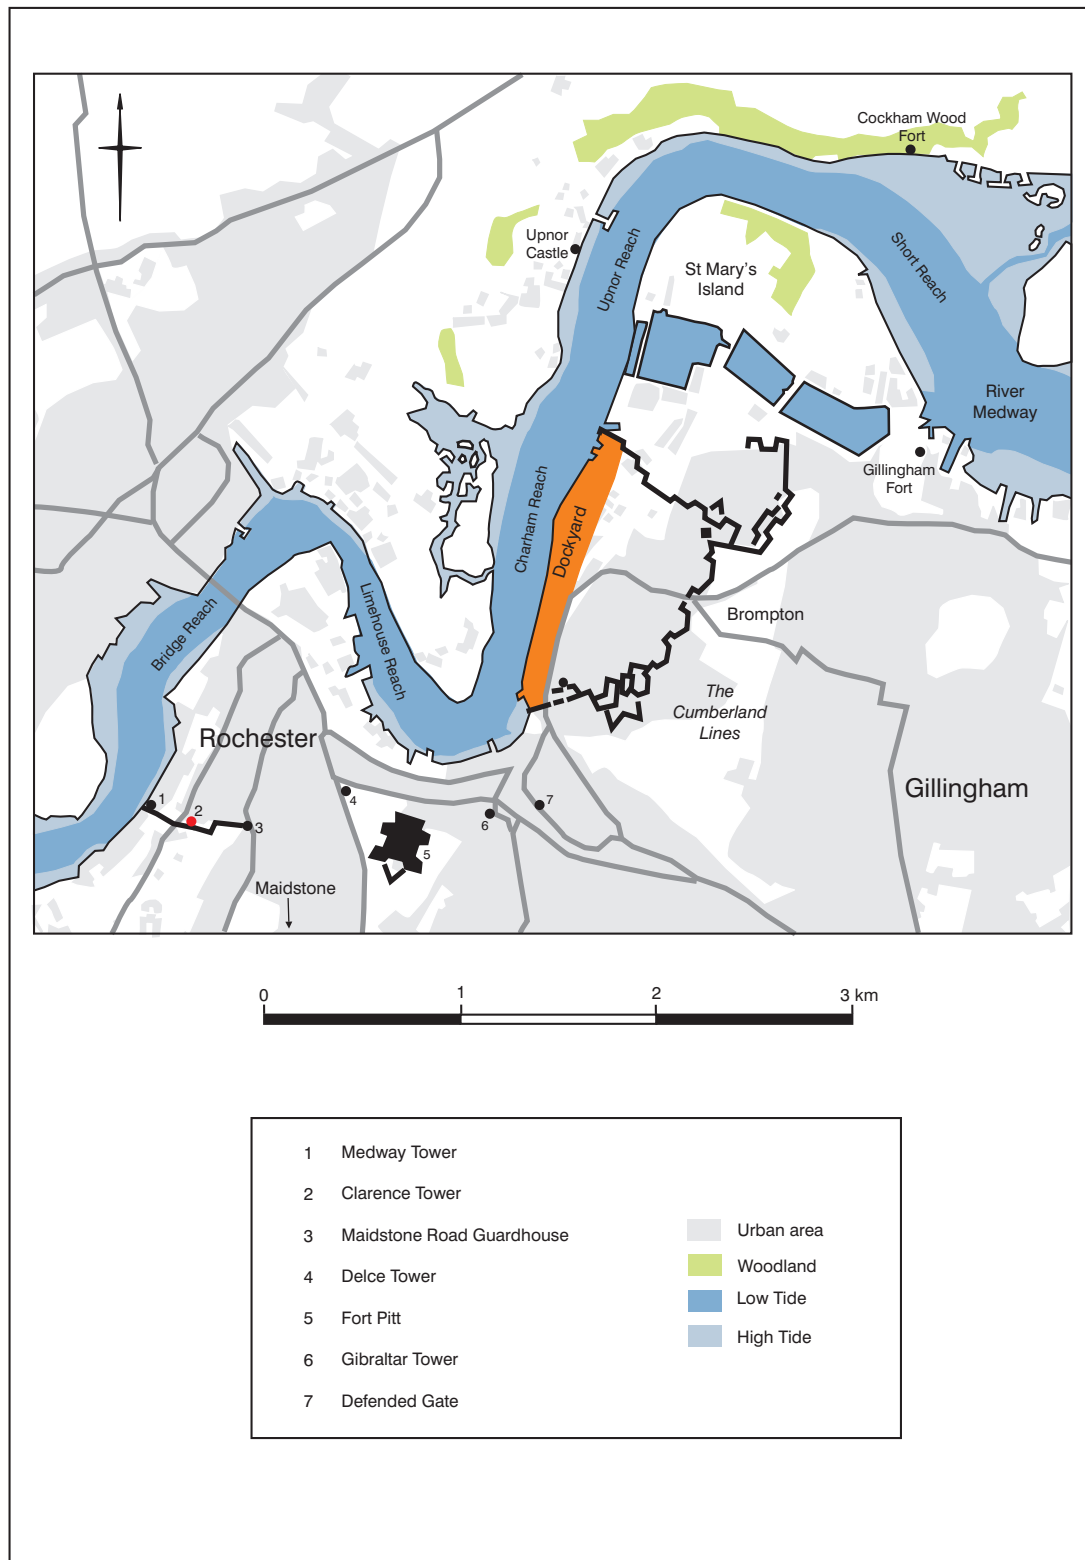 Cockham Wood
Fort
Upnor
Castle
Upnor Reach
St Mary's
Island
Short Reach
River
Medway
Gillingham
Fort
Charham Reach
Dockyard
Limehouse Reach
Bridge Reach
Brompton
The
Cumberland
Lines
Rochester
Gillingham
1
2
3
4
5
6
7
Maidstone
0
1
2
3 km
1 Medway Tower
2 Clarence Tower
3 Maidstone Road Guardhouse
4 Delce Tower
5 Fort Pitt
6 Gibraltar Tower
7 Defended Gate
Urban area
Woodland
Low Tide
High Tide